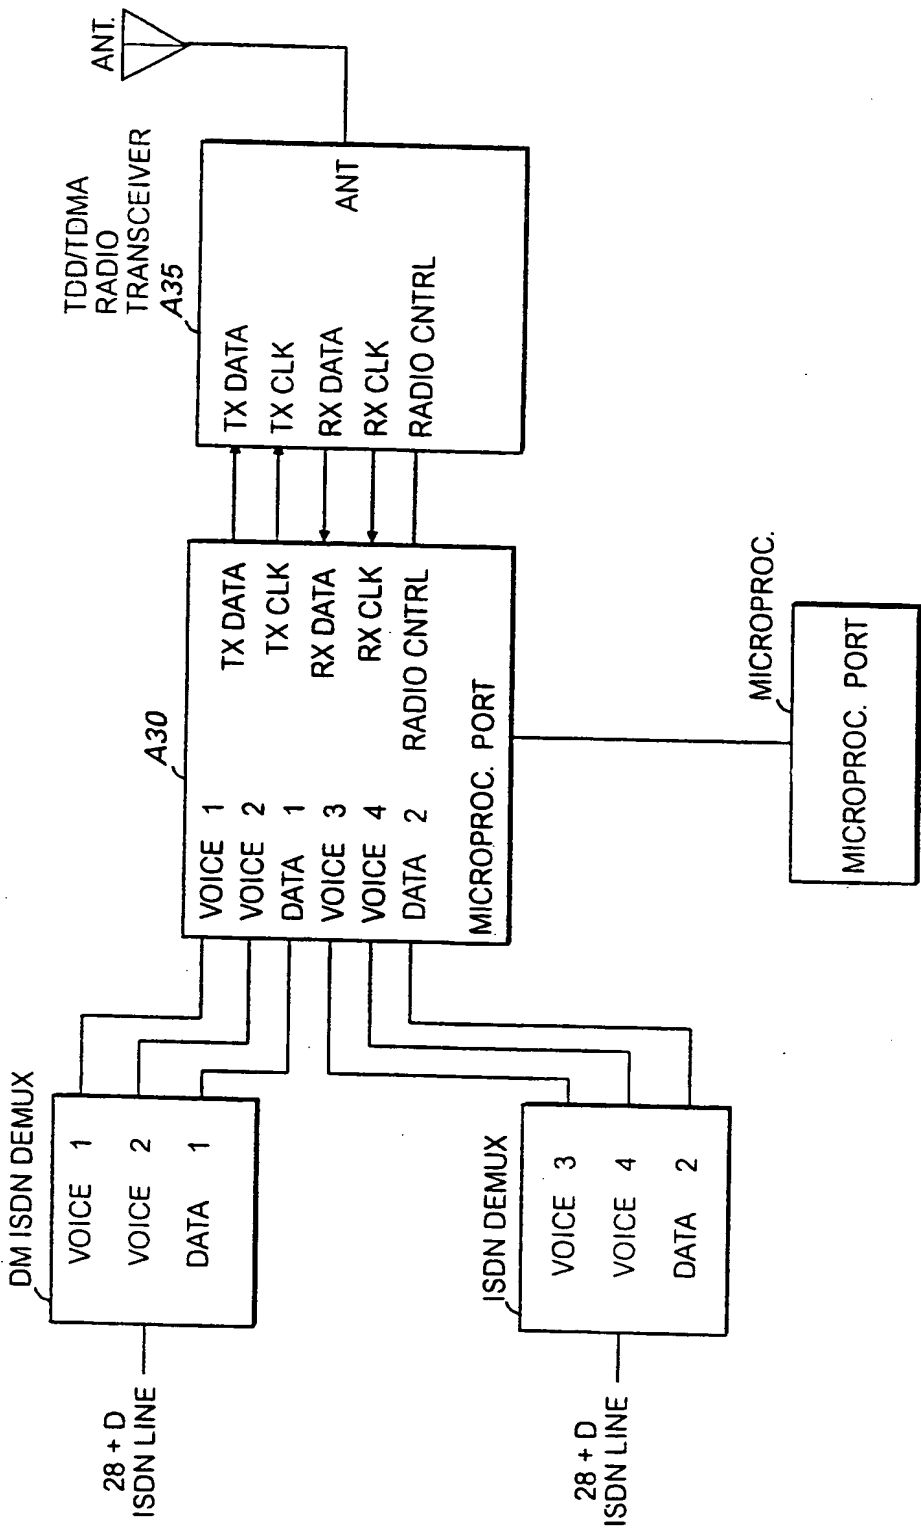 28 + D
ISDN LINE
DM ISDN DEMUX
VOICE 1
VOICE 2
DATA 1
28 + D
ISDN LINE
ISDN DEMUX
VOICE 3
VOICE 4
DATA 2
A30
VOICE 1
VOICE 2
DATA 1
VOICE 3
VOICE 4
DATA 2
MICROPROC. PORT
TX DATA
TX CLK
RX DATA
RX CLK
RADIO CNTRL
MICROPROC.
MICROPROC. PORT
TDD/TDMA
RADIO
TRANSCEIVER
A35
TX DATA
TX CLK
RX DATA
RX CLK
RADIO CNTRL
ANT
ANT.